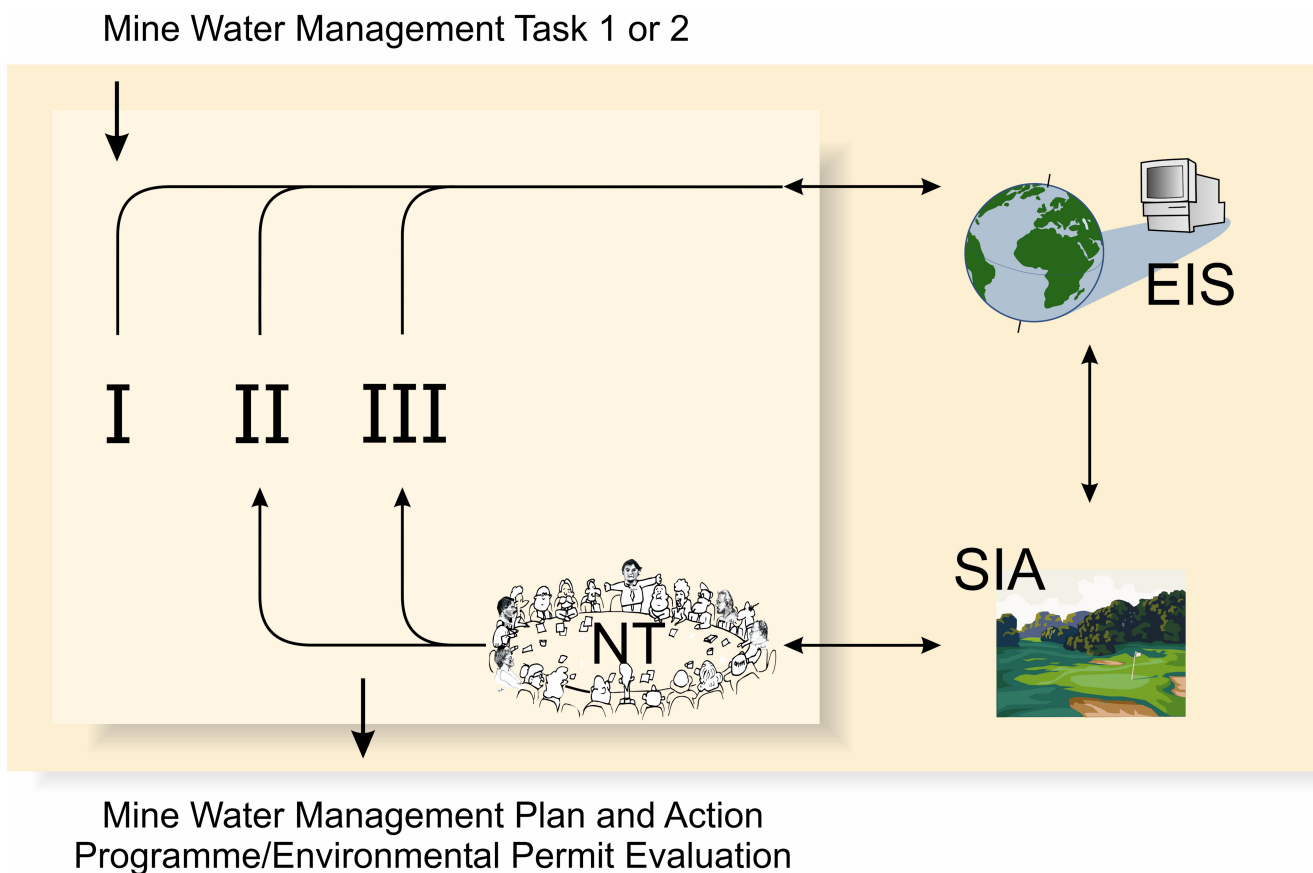 Mine Water Management Task 1 or 2
EIS
I II III
SIA
NT
Mine Water Management Plan and Action
Programme/Environmental Permit Evaluation